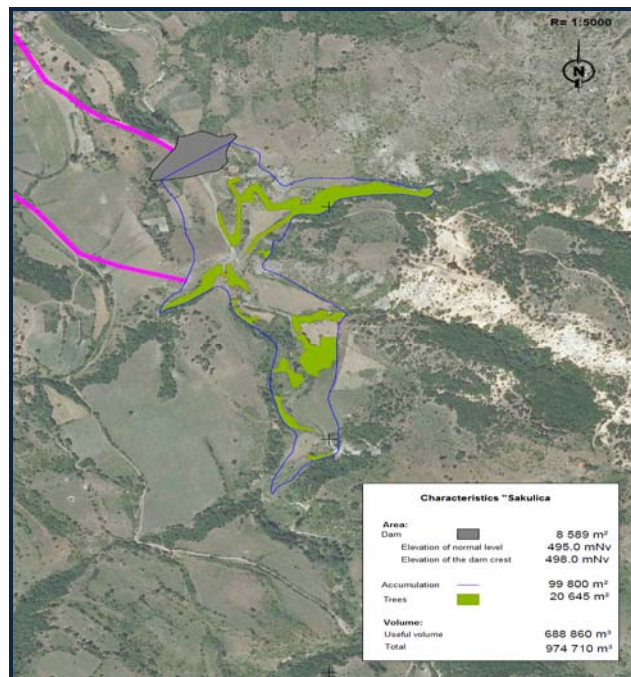 R= 1:5000
N
Characteristics "Sakulica
Area:
Dam 8 589 m²
Elevation of normal level 495.0 mNv
Elevation of the dam crest 498.0 mNv
Accumulation 99 800 m²
Trees 20 645 m²
Volume:
Useful volume 688 860 m³
Total 974 710 m³